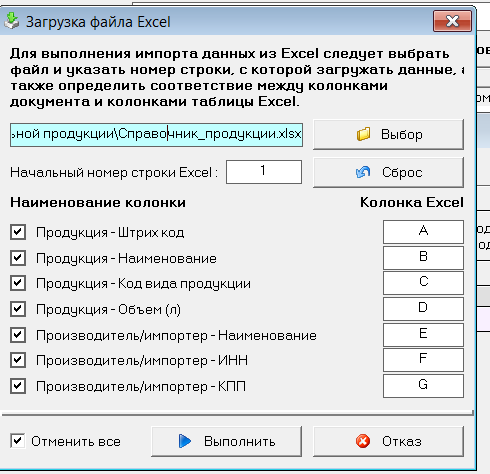 Загрузка файла Excel
Для выполнения импорта данных из Excel следует выбрать
файл и указать номер строки, с которой загружать данные, а
также определить соответствие между колонками
документа и колонками таблицы Excel.
ьной продукции\Справочник_продукции.xlsx Выбор
Начальный номер строки Excel : 1 Сброс
Наименование колонки Колонка Excel
Продукция - Штрих код A
Продукция - Наименование B
Продукция - Код вида продукции C
Продукция - Объем (л) D
Производитель/импортер - Наименование E
Производитель/импортер - ИНН F
Производитель/импортер - КПП G
Отменить все Выполнить Отказ